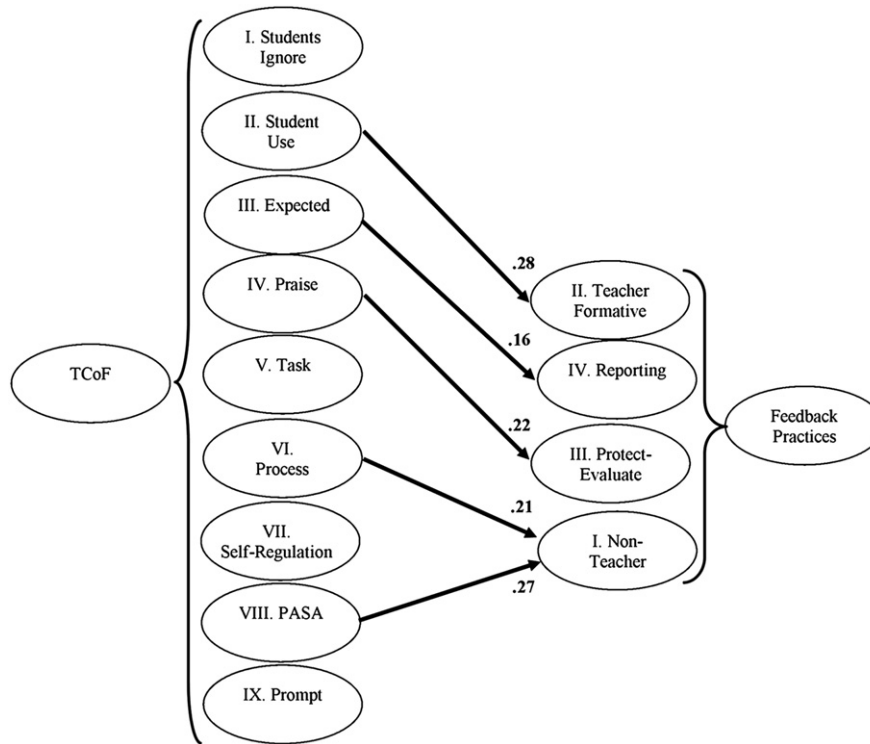 I. Students
Ignore
II. Student
Use
III. Expected
IV. Praise
V. Task
VI.
Process
VII.
Self-Regulation
VIII. PASA
IX. Prompt
TCoF
.28
.16
.22
.21
.27
II. Teacher
Formative
IV. Reporting
III. Protect-
Evaluate
I. Non-
Teacher
Feedback
Practices